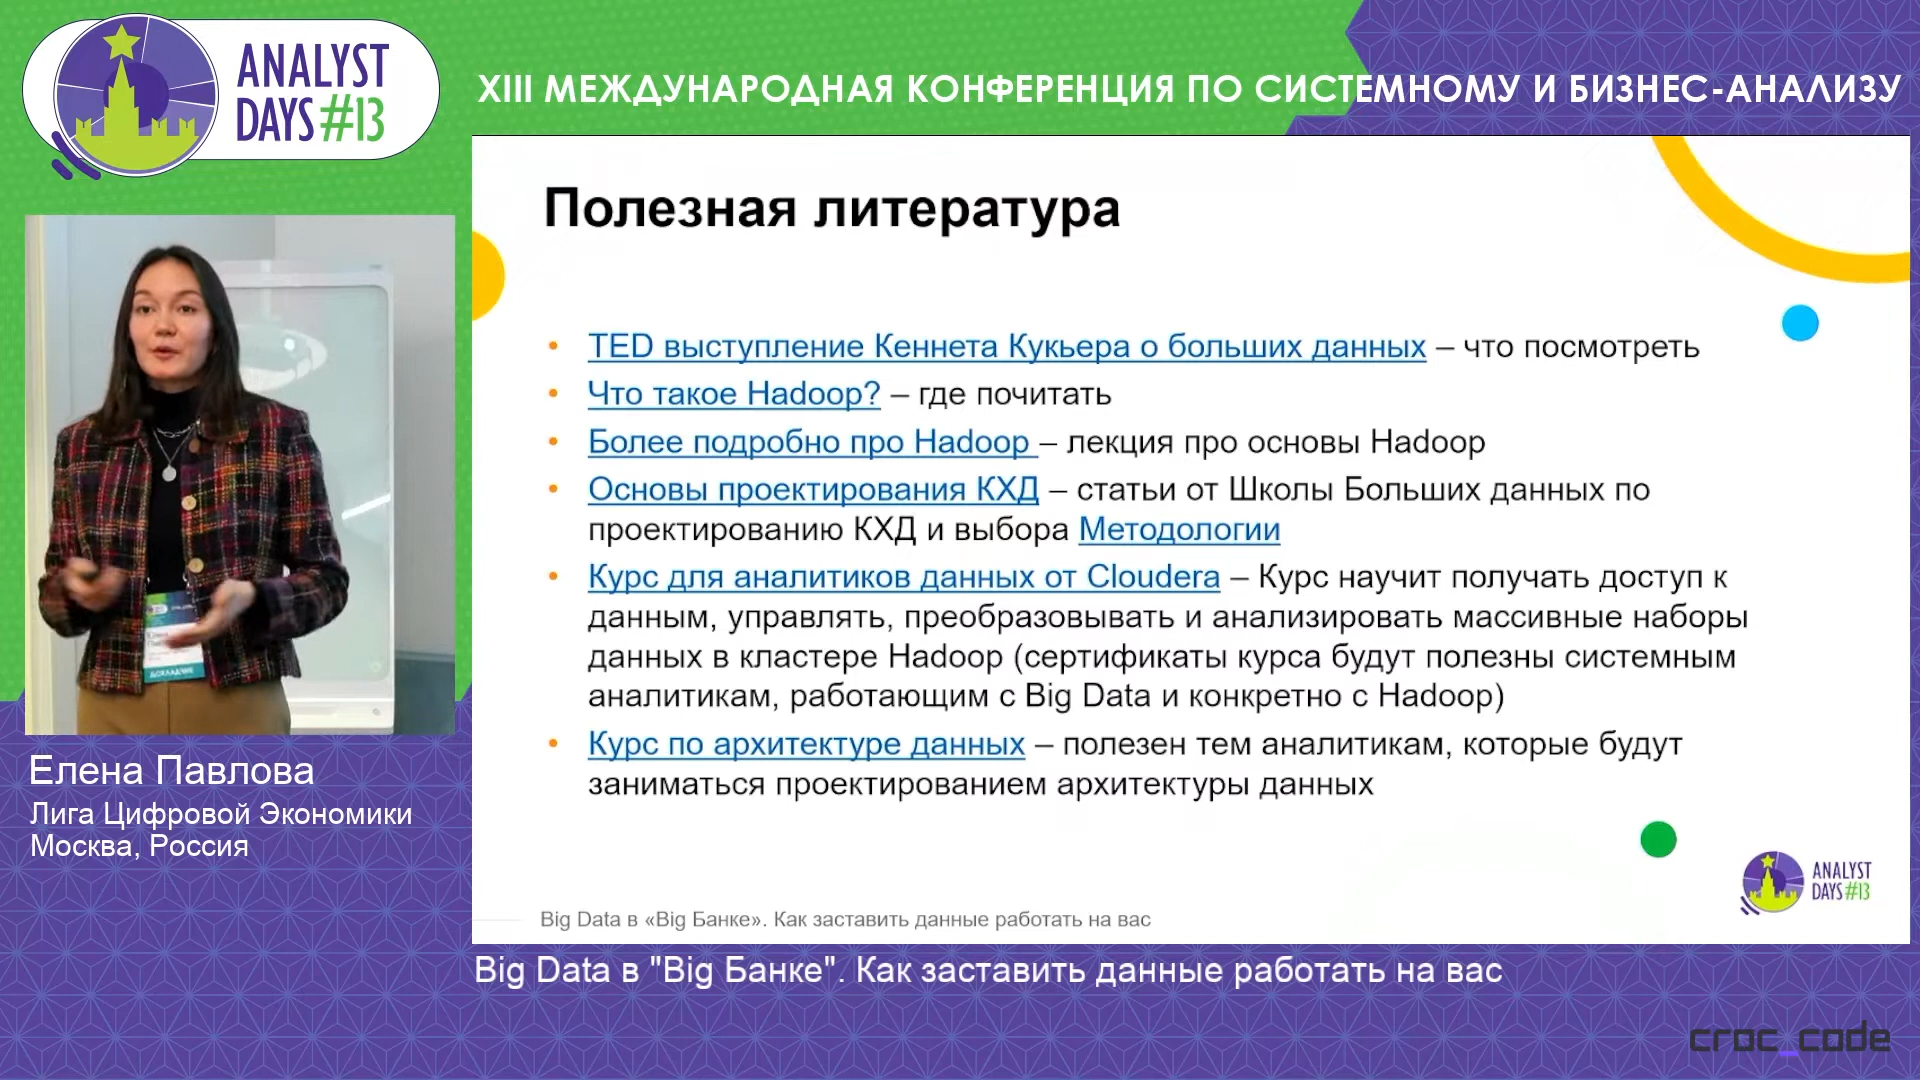 ANALYST
DAYS #13
XIII МЕЖДУНАРОДНАЯ КОНФЕРЕНЦИЯ ПО СИСТЕМНОМУ И БИЗНЕС-АНАЛИЗУ
Полезная литература
• TED выступление Кеннета Кукьера о больших данных – что посмотреть
• Что такое Hadoop? – где почитать
• Более подробно про Hadoop – лекция про основы Hadoop
• Основы проектирования КХД – статьи от Школы Больших данных по
проектированию КХД и выбора Методологии
• Курс для аналитиков данных от Cloudera – Курс научит получать доступ к
данным, управлять, преобразовывать и анализировать массивные наборы
данных в кластере Hadoop (сертификаты курса будут полезны системным
аналитикам, работающим с Big Data и конкретно с Hadoop)
• Курс по архитектуре данных – полезен тем аналитикам, которые будут
заниматься проектированием архитектуры данных
ANALYST
DAYS #13
Big Data в «Big Банке». Как заставить данные работать на вас
ДОКЛАДЧИК
Елена Павлова
Лига Цифровой Экономики
Москва, Россия
Big Data в "Big Банке". Как заставить данные работать на вас
croc_code